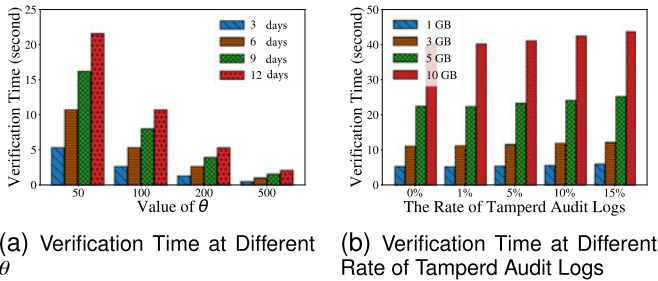 Verification Time (second)
25
20
15
10
5
0
3 days
6 days
9 days
12 days
50 100 200 500
Value of θ
(a) Verification Time at Different
θ
Verification Time (second)
50
40
30
20
10
0
1 GB
3 GB
5 GB
10 GB
0% 1% 5% 10% 15%
The Rate of Tamperd Audit Logs
(b) Verification Time at Different
Rate of Tamperd Audit Logs